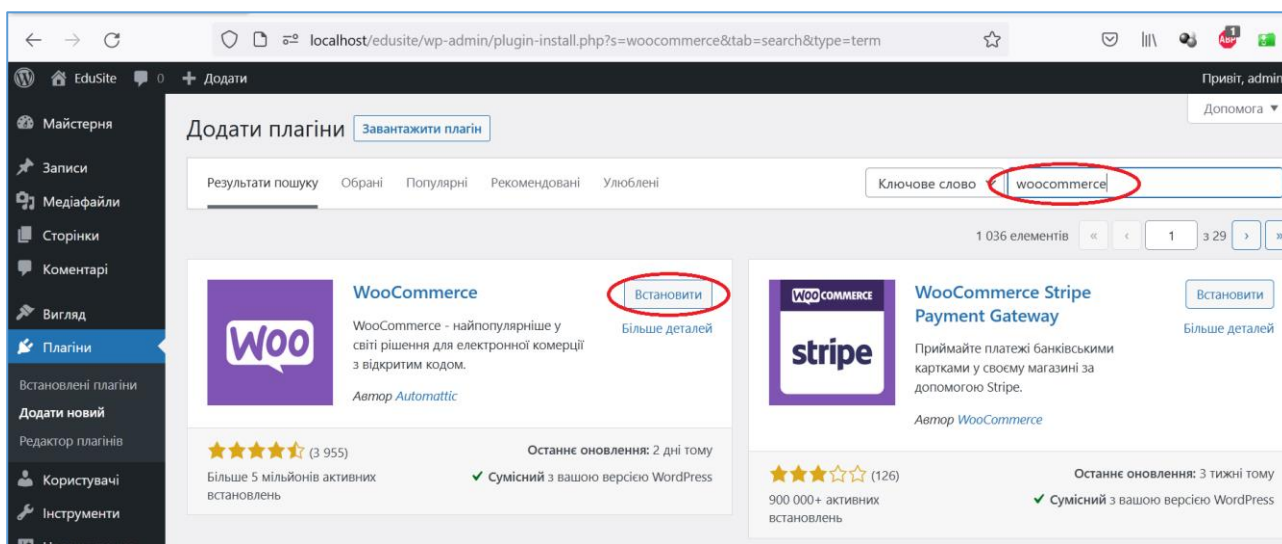 localhost/edusite/wp-admin/plugin-install.php?s=woocommerce&tab=search&type=term
ABP
1
EduSite 0 + Додати
Привіт, admin
Допомога
Майстерня
Записи
Медіафайли
Сторінки
Коментарі
Вигляд
Плагіни
Встановлені плагіни
Додати новий
Редактор плагінів
Користувачі
Інструменти
Додати плагіни Завантажити плагін
Результати пошуку Обрані Популярні Рекомендовані Улюблені
Ключове слово woocommerce
1 036 елементів « ‹ 1 з 29 › »
WOO
WooCommerce
Встановити
Більше деталей
WooCommerce - найпопулярніше у
світі рішення для електронної комерції
з відкритим кодом.
Автор Automattic
(3 955)
Більше 5 мільйонів активних
встановлень
Останнє оновлення: 2 дні тому
✔ Сумісний з вашою версією WordPress
WOO COMMERCE
stripe
WooCommerce Stripe
Payment Gateway
Встановити
Більше деталей
Приймайте платежі банківськими
картками у своєму магазині за
допомогою Stripe.
Автор WooCommerce
(126)
900 000+ активних
встановлень
Останнє оновлення: 3 тижні тому
✔ Сумісний з вашою версією WordPress